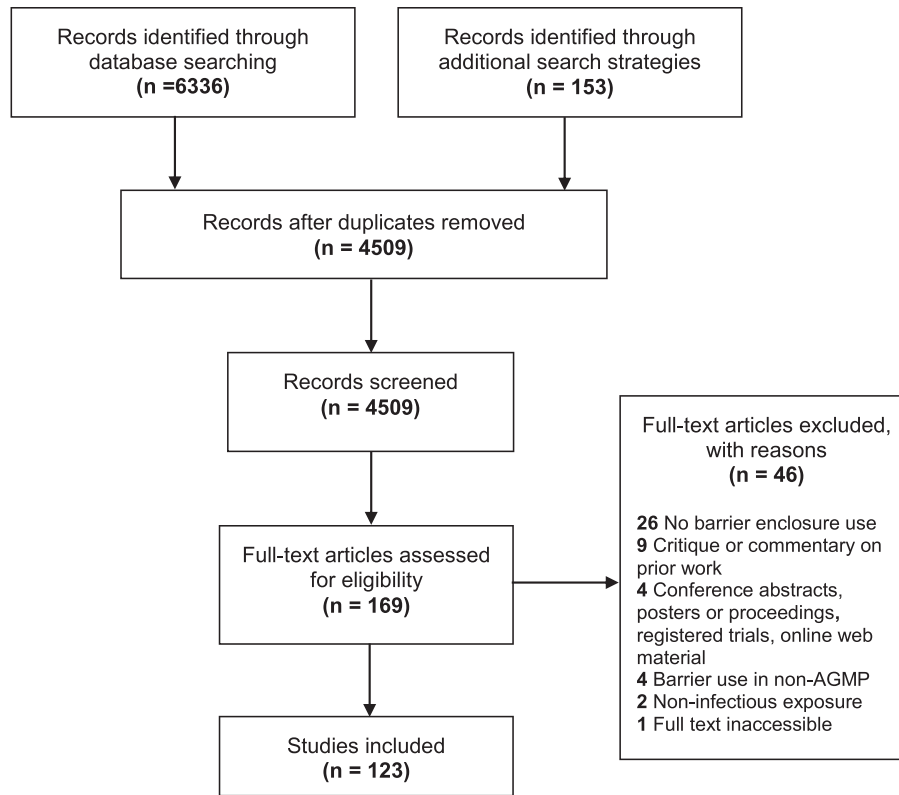 Records identified through
database searching
(n =6336)
Records identified through
additional search strategies
(n = 153)
Records after duplicates removed
(n = 4509)
Records screened
(n = 4509)
Full-text articles assessed
for eligibility
(n = 169)
Full-text articles excluded,
with reasons
(n = 46)
26 No barrier enclosure use
9 Critique or commentary on
prior work
4 Conference abstracts,
posters or proceedings,
registered trials, online web
material
4 Barrier use in non-AGMP
2 Non-infectious exposure
1 Full text inaccessible
Studies included
(n = 123)